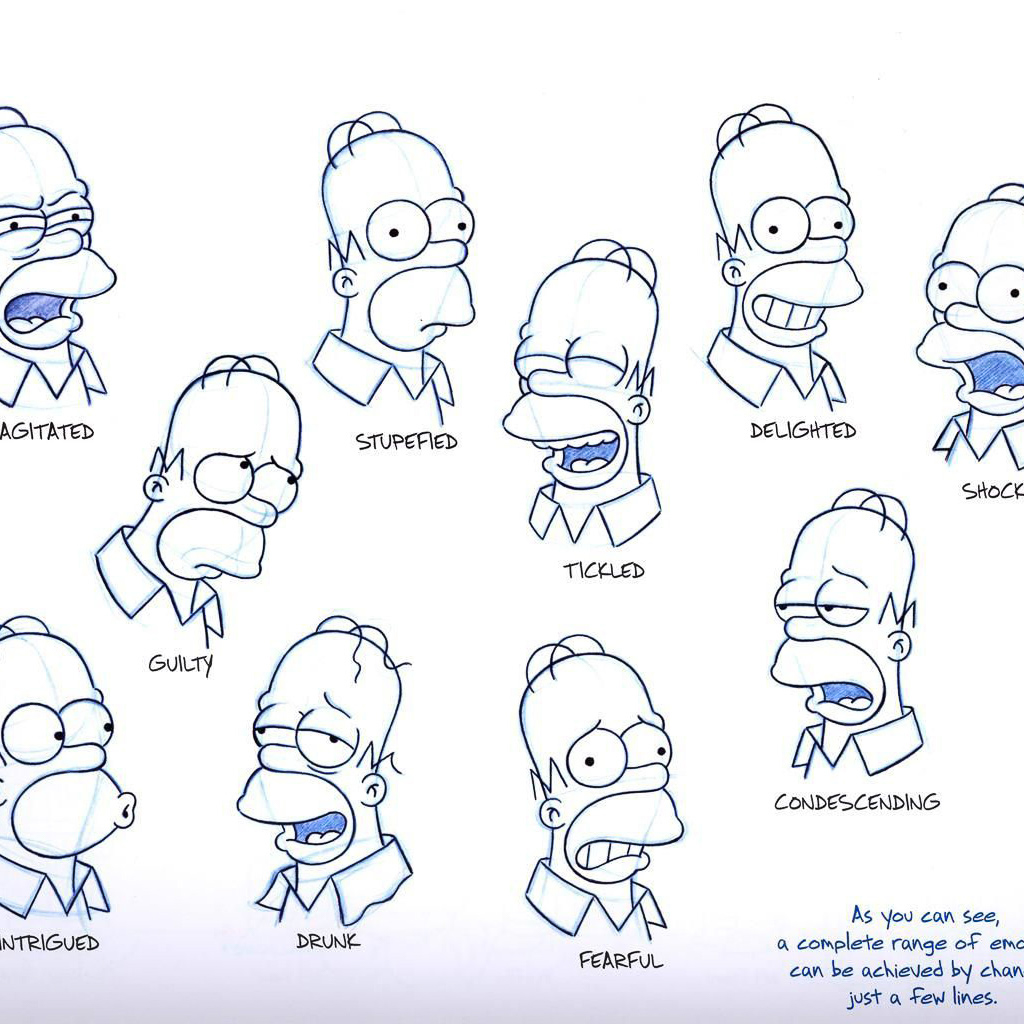 AGITATED
STUPEFIED
DELIGHTED
SHOCK
TICKLED
GUILTY
CONDESCENDING
NTRIGUED
DRUNK
FEARFUL
As you can see,
a complete range of emo
can be achieved by chan
just a few lines.